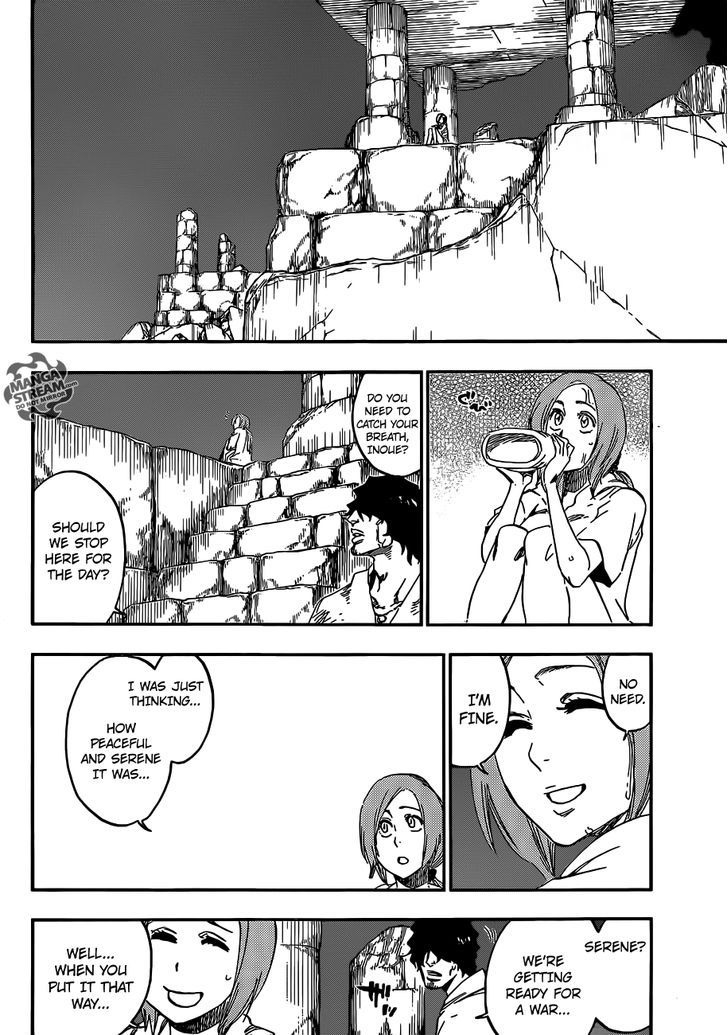 DO YOU
NEED TO
CATCH YOUR
BREATH,
INOUE?
SHOULD
WE STOP
HERE FOR
THE DAY?
NO
NEED.
I'M
FINE.
I WAS JUST
THINKING...
HOW
PEACEFUL
AND SERENE
IT WAS...
SERENE?
WE'RE
GETTING
READY FOR
A WAR...
WELL...
WHEN YOU
PUT IT THAT
WAY...
MANGA
STREAM.com
DO NOT MIRROR